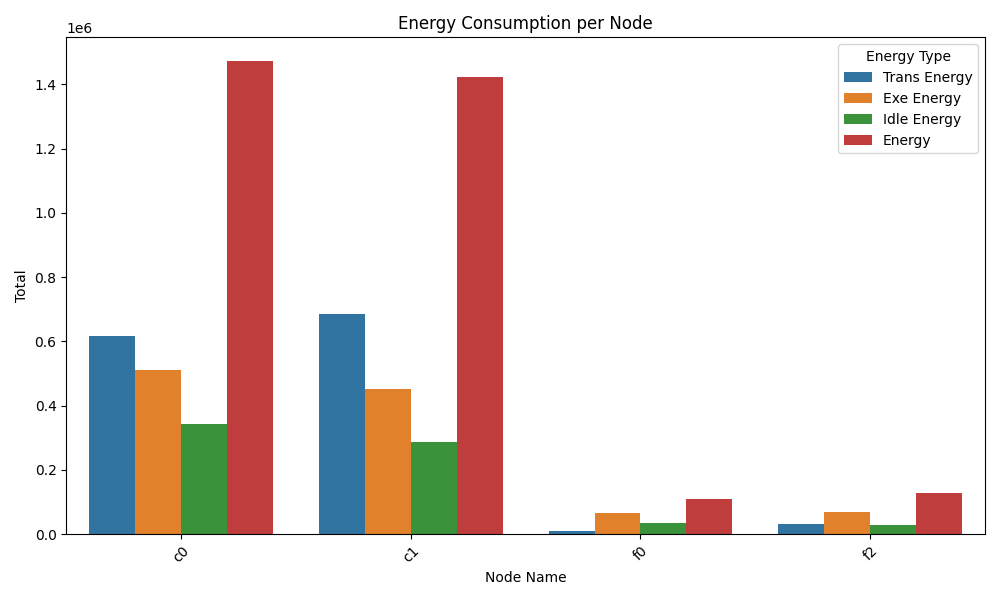 Energy Consumption per Node
1e6
Energy Type
Trans Energy
Exe Energy
Idle Energy
Energy
1.4
1.2
1.0
0.8
0.6
0.4
0.2
0.0
Total
c0
c1
f0
f2
Node Name